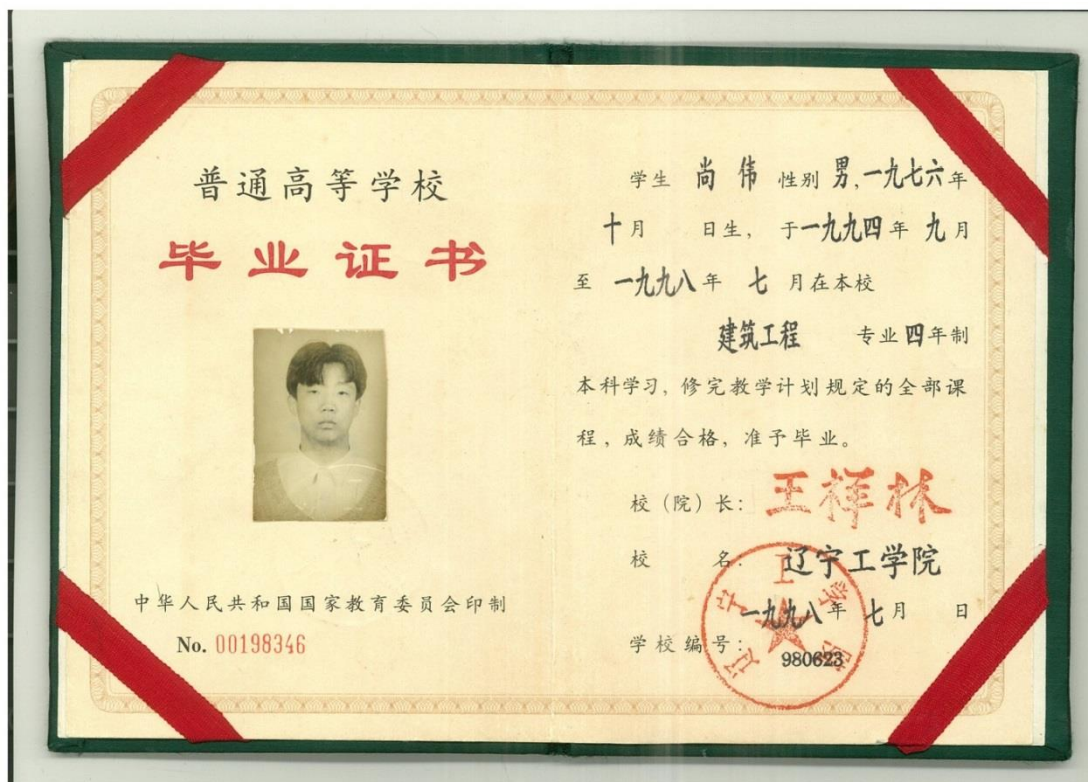 普通高等学校
毕业证书
中华人民共和国国家教育委员会印制
No. 00198346
学生 尚伟 性别 男，一九七六年
十月 日生，于一九九四年 九月
至 一九九八年 七 月在本校
建筑工程 专业四年制
本科学习，修完教学计划规定的全部课
程，成绩合格，准予毕业。
校（院）长：王祥林
校 名：辽宁工学院
一九九八年 七月 日
学校编号：980623
辽宁工学院